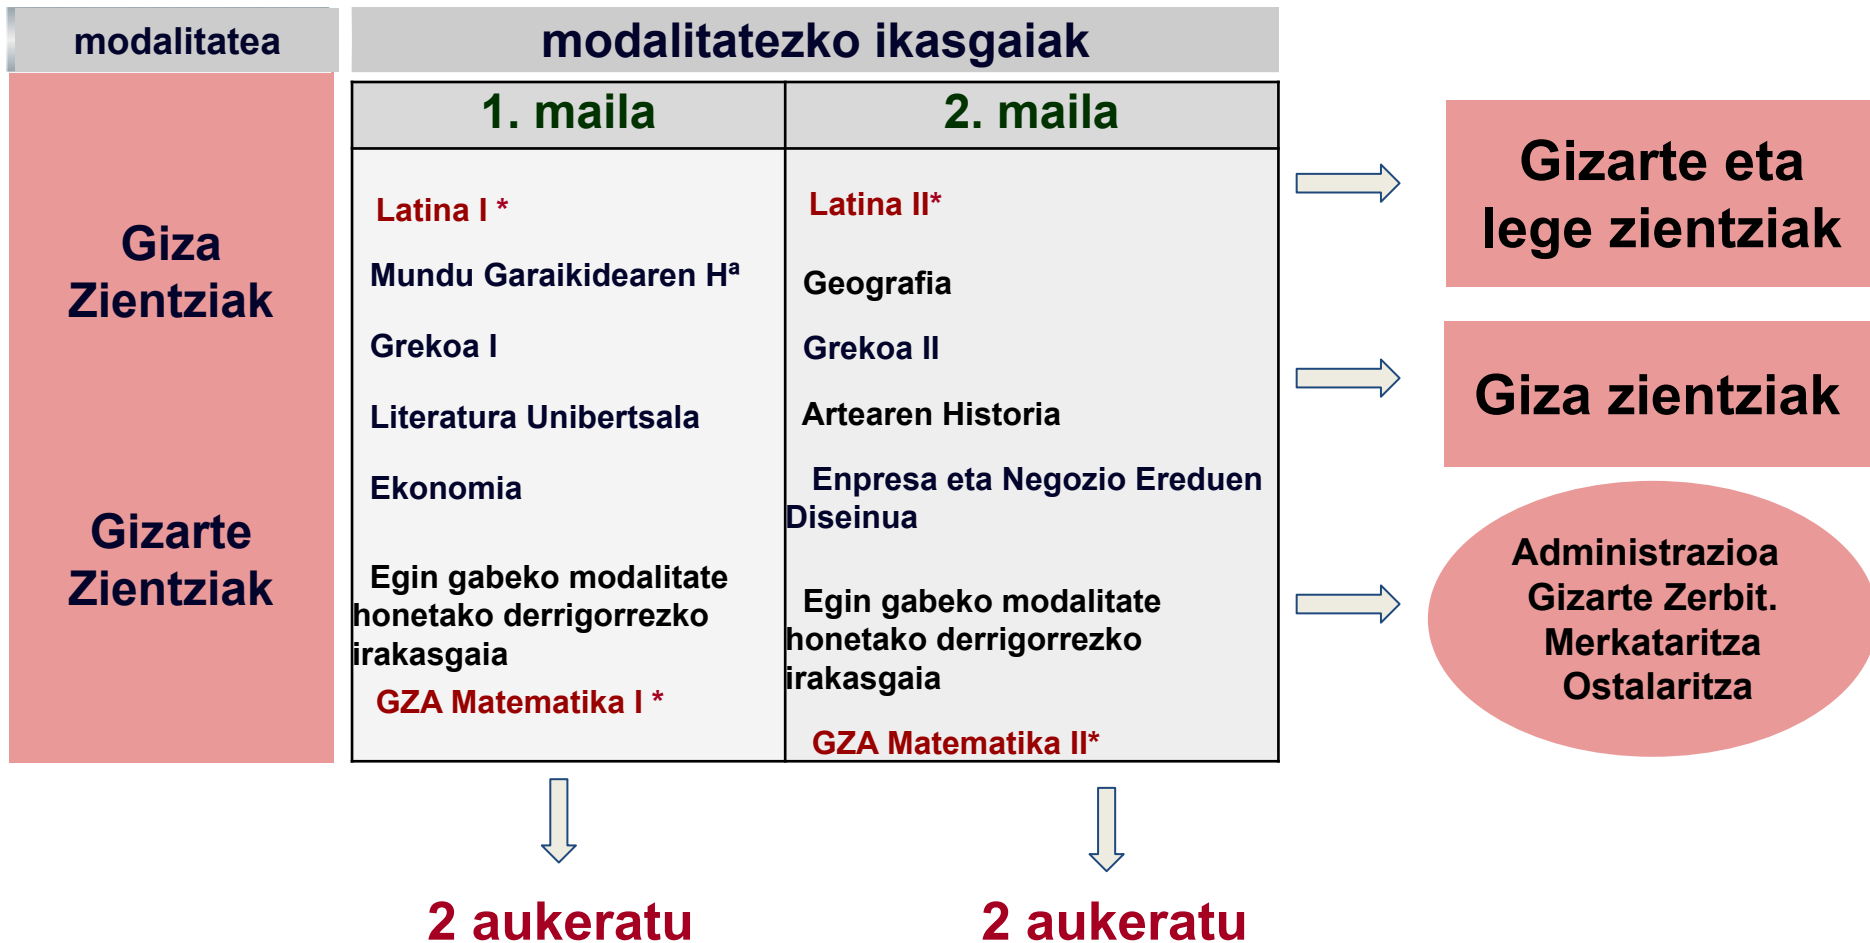 modalitatea
modalitatezko ikasgaiak
Giza
Zientziak
Gizarte
Zientziak
1. maila
Latina I *
Mundu Garaikidearen Hª
Grekoa I
Literatura Unibertsala
Ekonomia
Egin gabeko modalitate
honetako derrigorrezko
irakasgaia
GZA Matematika I *
2. maila
Latina II*
Geografia
Grekoa II
Artearen Historia
Enpresa eta Negozio Ereduen
Diseinua
Egin gabeko modalitate
honetako derrigorrezko
irakasgaia
GZA Matematika II*
Gizarte eta
lege zientziak
Giza zientziak
Administrazioa
Gizarte Zerbit.
Merkataritza
Ostalaritza
2 aukeratu
2 aukeratu